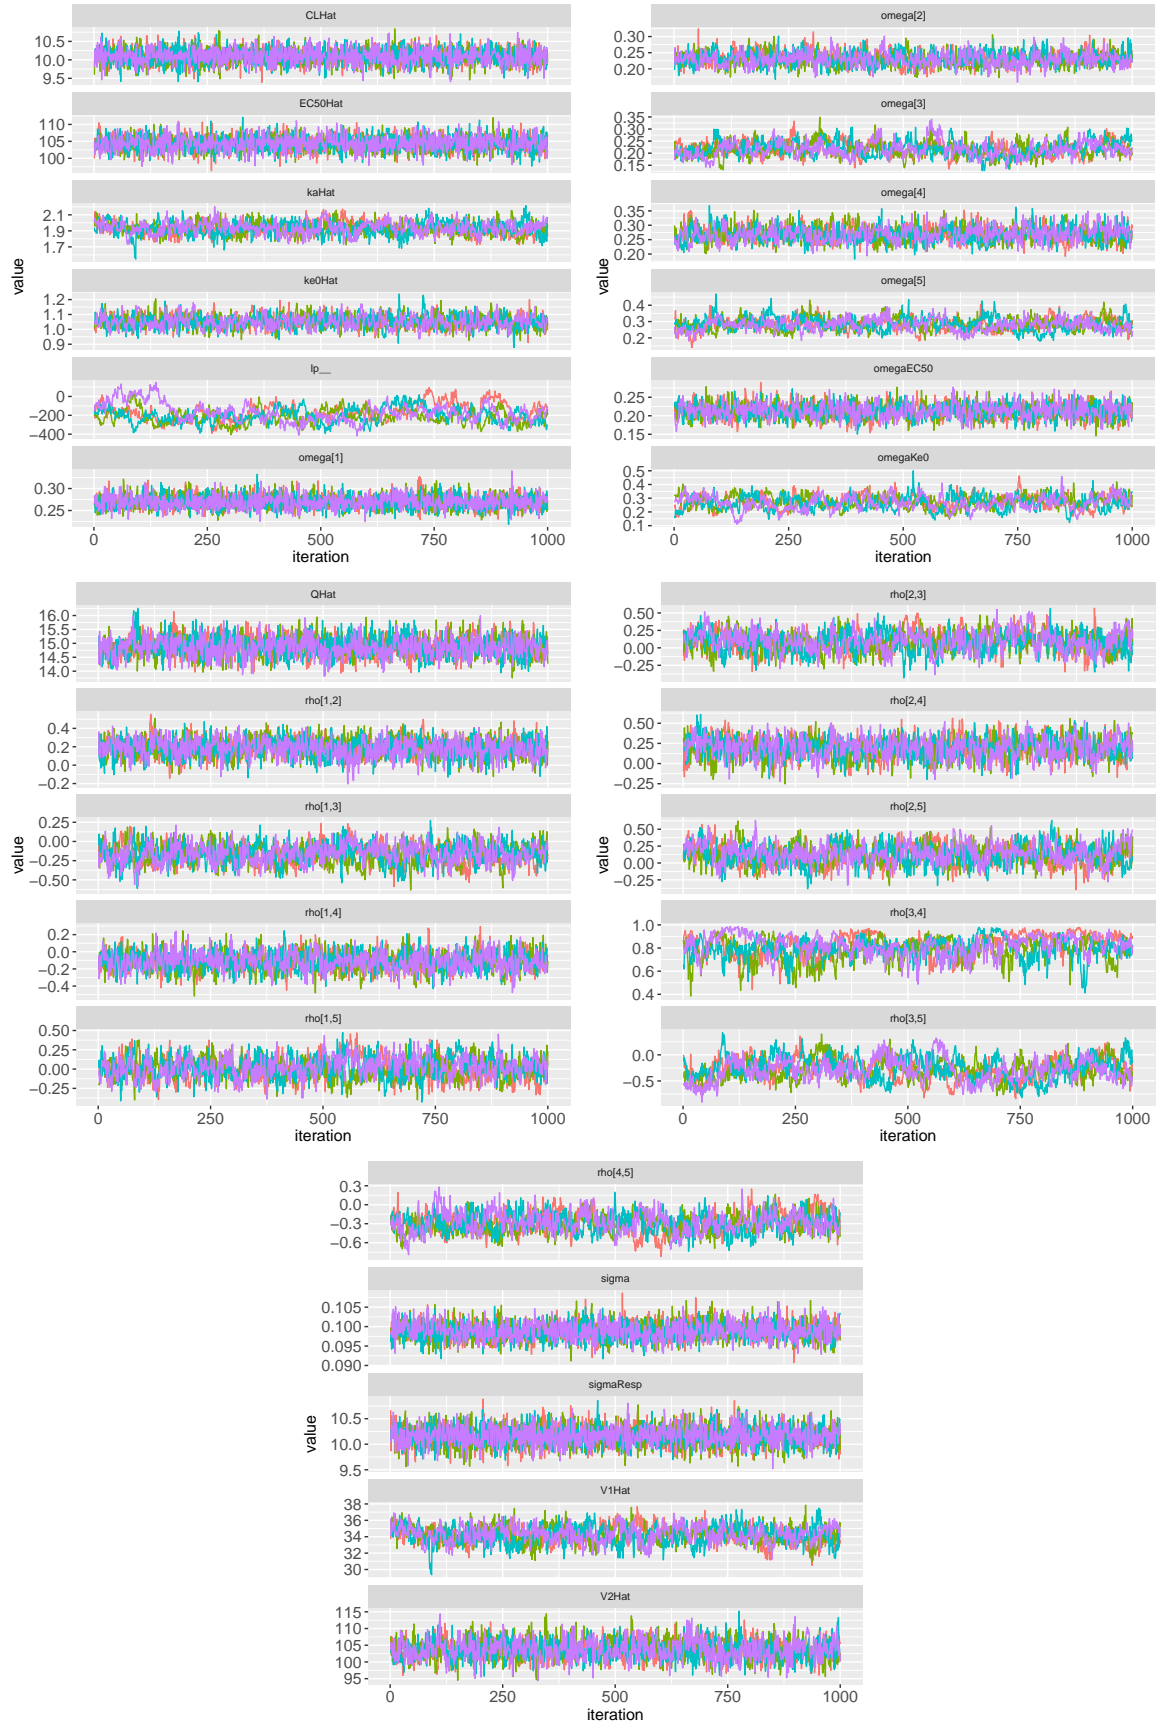 CLHat
10.5
10.0
9.5
EC50Hat
110
105
100
kaHat
2.1
1.9
1.7
ke0Hat
1.2
1.1
1.0
0.9
lp__
0
−200
−400
omega[1]
0.30
0.25
value
0 250 500 750 1000
iteration
omega[2]
0.30
0.25
0.20
omega[3]
0.35
0.30
0.25
0.20
0.15
omega[4]
0.35
0.30
0.25
0.20
omega[5]
0.4
0.3
0.2
omegaEC50
0.25
0.20
0.15
omegaKe0
0.5
0.4
0.3
0.2
0.1
value
0 250 500 750 1000
iteration
QHat
16.0
15.5
15.0
14.5
14.0
rho[1,2]
0.4
0.2
0.0
−0.2
rho[1,3]
0.25
0.00
−0.25
−0.50
rho[1,4]
0.2
0.0
−0.2
−0.4
rho[1,5]
0.50
0.25
0.00
−0.25
value
0 250 500 750 1000
iteration
rho[2,3]
0.50
0.25
0.00
−0.25
rho[2,4]
0.50
0.25
0.00
−0.25
rho[2,5]
0.50
0.25
0.00
−0.25
rho[3,4]
1.0
0.8
0.6
0.4
rho[3,5]
0.0
−0.5
value
0 250 500 750 1000
iteration
rho[4,5]
0.3
0.0
−0.3
−0.6
sigma
0.105
0.100
0.095
0.090
sigmaResp
10.5
10.0
9.5
V1Hat
38
36
34
32
30
V2Hat
115
110
105
100
95
value
0 250 500 750 1000
iteration